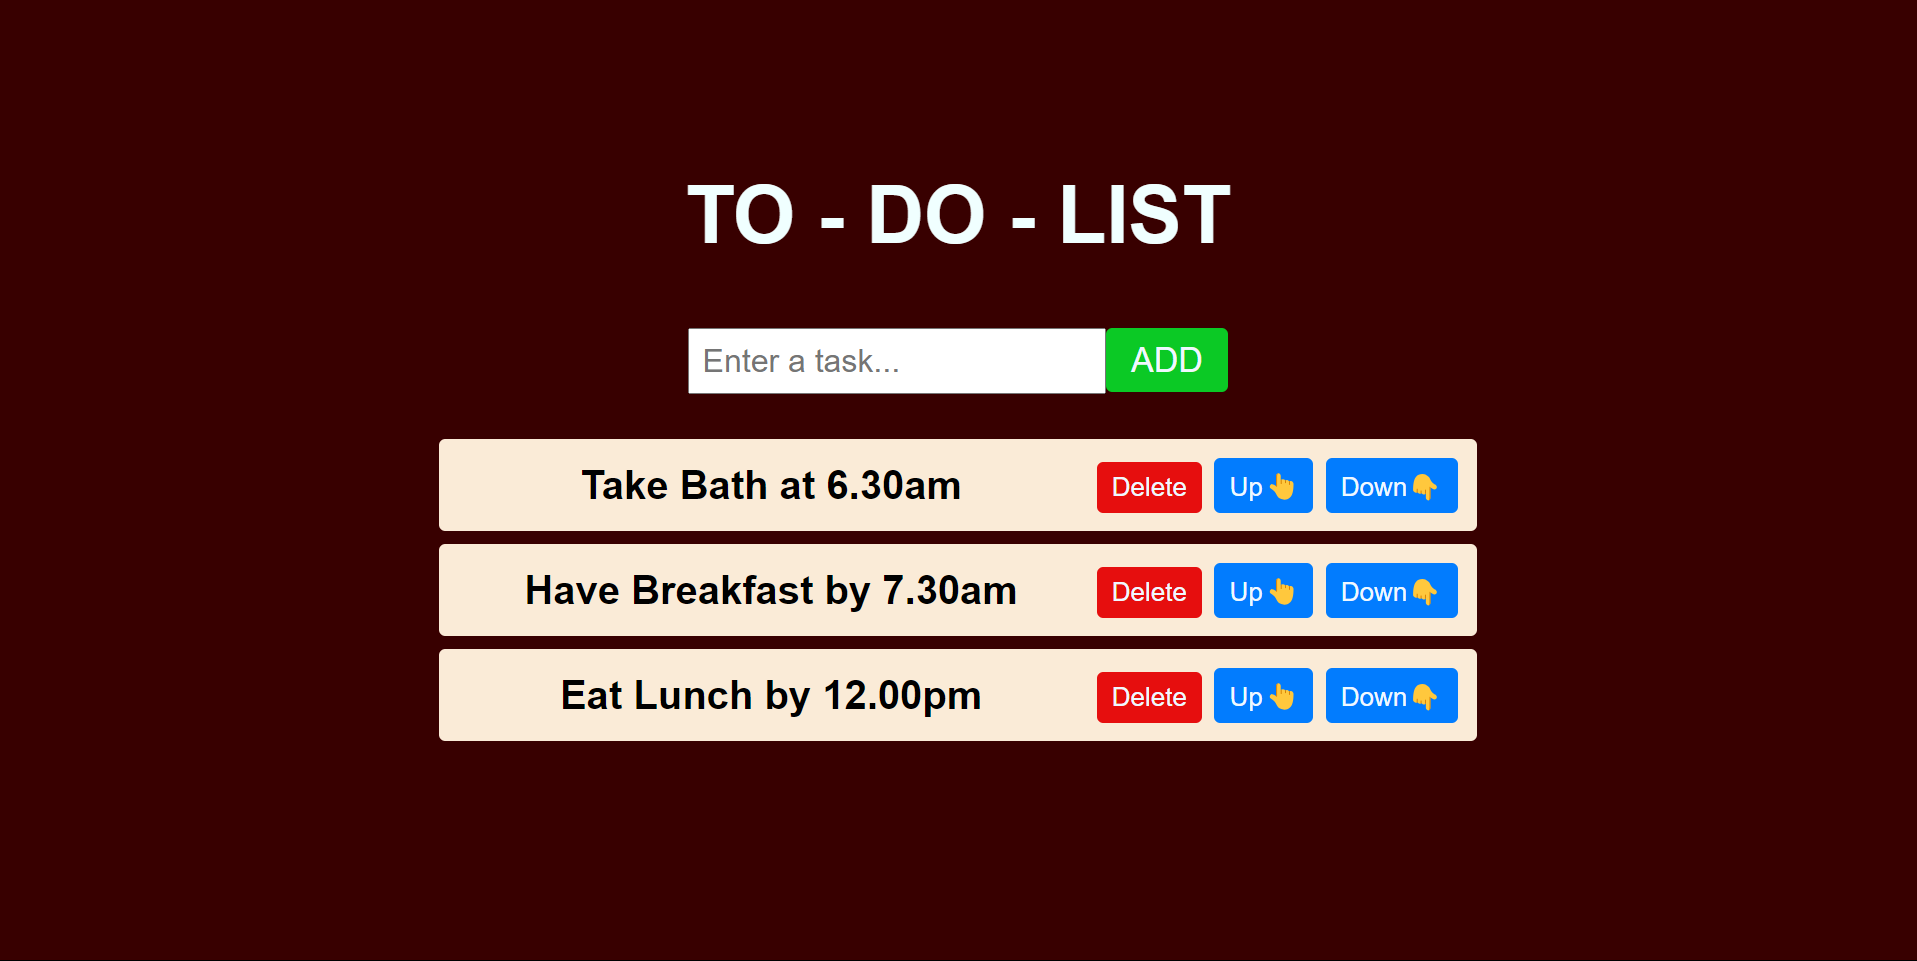 TO - DO - LIST
Enter a task... ADD
Take Bath at 6.30am Delete Up👆 Down👇
Have Breakfast by 7.30am Delete Up👆 Down👇
Eat Lunch by 12.00pm Delete Up👆 Down👇